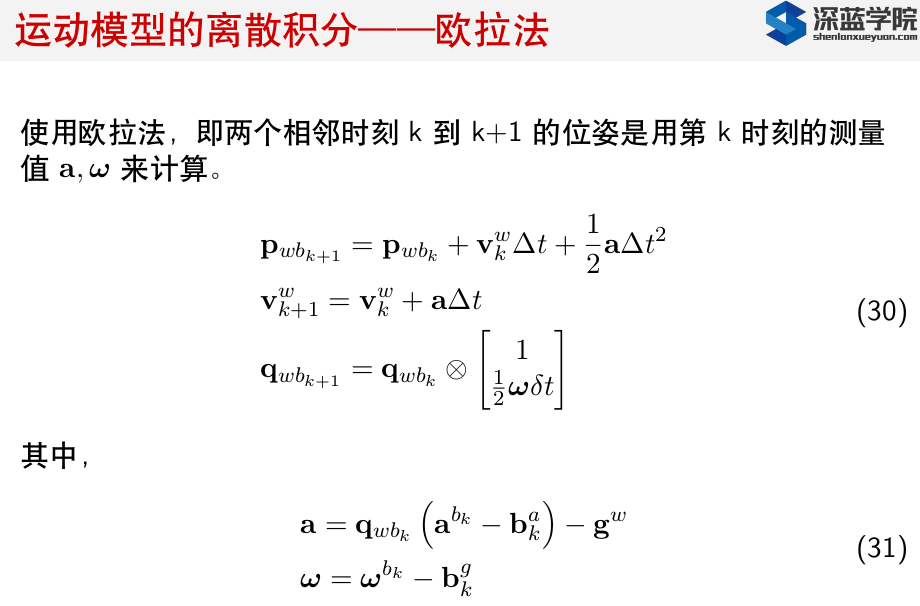 运动模型的离散积分——欧拉法
深蓝学院
shenlanxueyuan.com
使用欧拉法，即两个相邻时刻 k 到 k+1 的位姿是用第 k 时刻的测量
值 a, ω 来计算。
$\mathbf{p}_{wb_{k+1}} = \mathbf{p}_{wb_k} + \mathbf{v}_k^w \Delta t + \frac{1}{2}\mathbf{a}\Delta t^2$
$\mathbf{v}_{k+1}^w = \mathbf{v}_k^w + \mathbf{a}\Delta t$
(30)
$\mathbf{q}_{wb_{k+1}} = \mathbf{q}_{wb_k} \otimes \begin{bmatrix} 1 \\ \frac{1}{2}\boldsymbol{\omega}\delta t \end{bmatrix}$
其中，
$\mathbf{a} = \mathbf{q}_{wb_k} \left( \mathbf{a}^{b_k} - \mathbf{b}_k^a \right) - \mathbf{g}^w$
(31)
$\boldsymbol{\omega} = \boldsymbol{\omega}^{b_k} - \mathbf{b}_k^g$